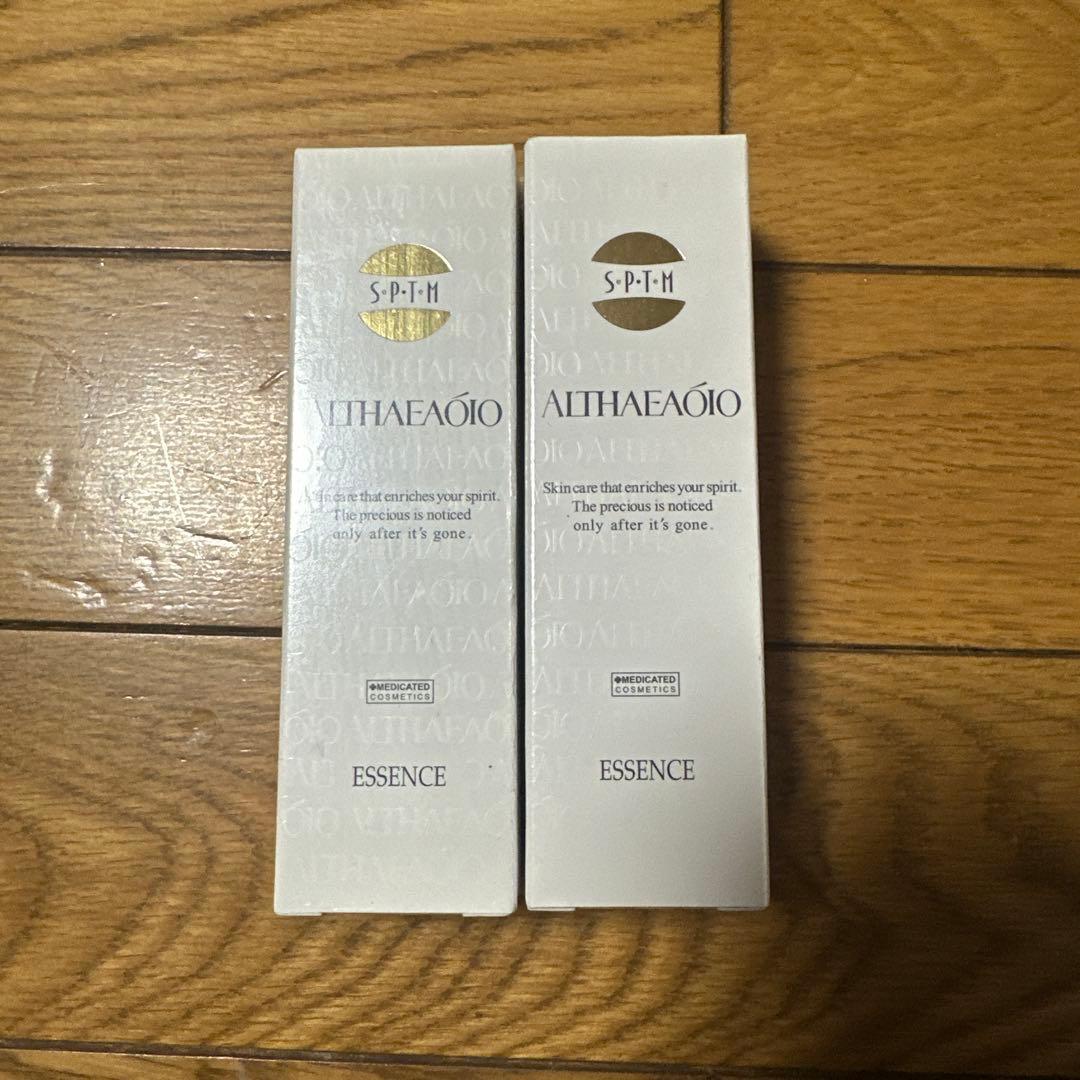 S•P•T•M
ALTHAEAÓIO
Skin care that enriches your spirit.
The precious is noticed
only after it's gone.
✚MEDICATED
COSMETICS
ESSENCE
S•P•T•M
ALTHAEAÓIO
Skin care that enriches your spirit.
The precious is noticed
only after it's gone.
✚MEDICATED
COSMETICS
ESSENCE